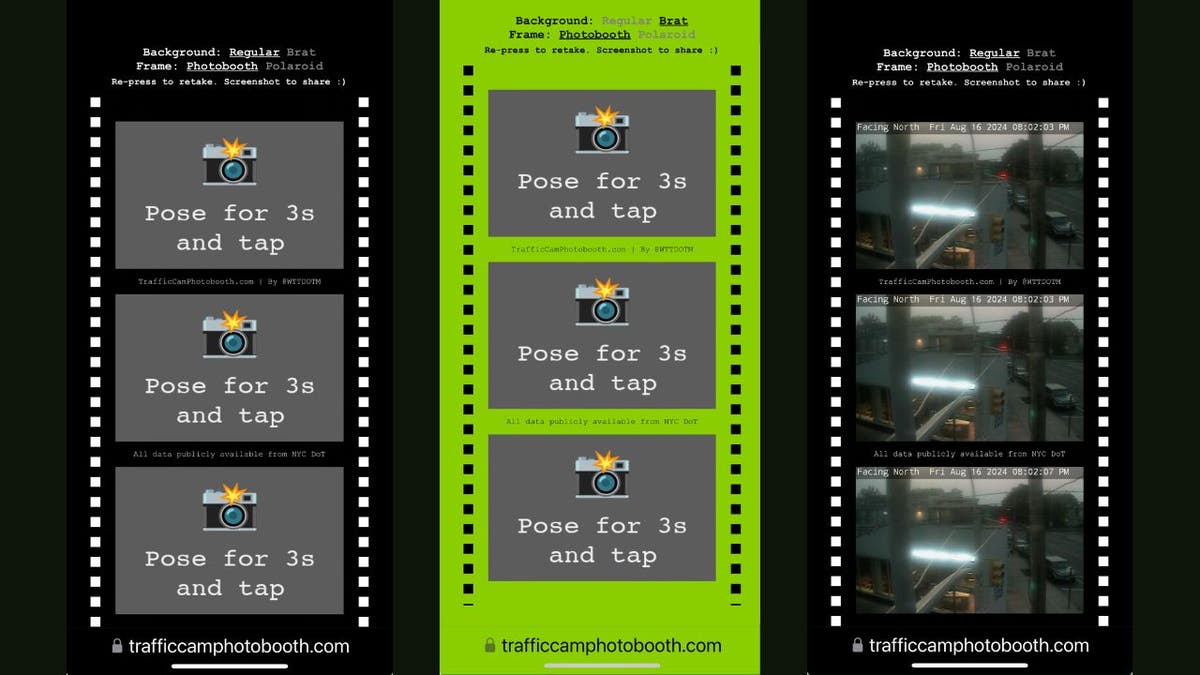 Background: Regular Brat
Frame: Photobooth Polaroid
Re-press to retake. Screenshot to share :)
Pose for 3s
and tap
TrafficCamPhotobooth.com | By @WTTDOTM
Pose for 3s
and tap
All data publicly available from NYC DoT
Pose for 3s
and tap
trafficcamphotobooth.com
Background: Regular Brat
Frame: Photobooth Polaroid
Re-press to retake. Screenshot to share :)
Pose for 3s
and tap
TrafficCamPhotobooth.com | By @WTTDOTM
Pose for 3s
and tap
All data publicly available from NYC DoT
Pose for 3s
and tap
trafficcamphotobooth.com
Background: Regular Brat
Frame: Photobooth Polaroid
Re-press to retake. Screenshot to share :)
Facing North Fri Aug 16 2024 08:02:03 PM
TrafficCamPhotobooth.com | By @WTTDOTM
Facing North Fri Aug 16 2024 08:02:03 PM
All data publicly available from NYC DoT
Facing North Fri Aug 16 2024 08:02:07 PM
trafficcamphotobooth.com